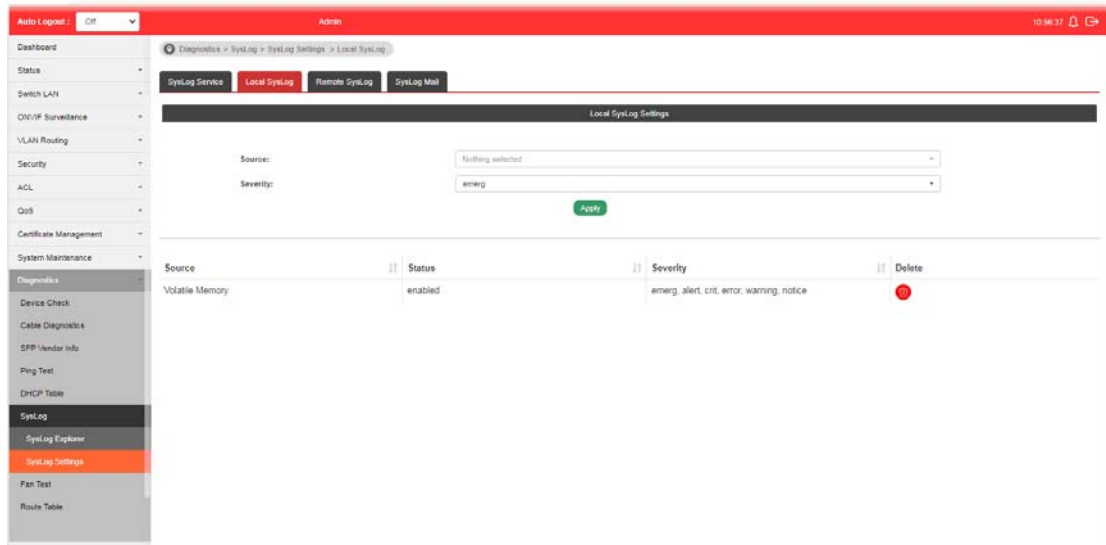 Auto Logout : Off Admin 10:56:37
Dashboard
Status
Switch LAN
ONVIF Surveillance
VLAN Routing
Security
ACL
QoS
Certificate Management
System Maintenance
Diagnostics
Device Check
Cable Diagnostics
SFP Vendor Info
Ping Test
DHCP Table
SysLog
SysLog Explorer
SysLog Settings
Fan Test
Route Table
Diagnostics > SysLog > SysLog Settings > Local SysLog
SysLog Service Local SysLog Remote SysLog SysLog Mail
Local SysLog Settings
Source: Nothing selected
Severity: emerg
Apply
Source Status Severity Delete
Volatile Memory enabled emerg, alert, crit, error, warning, notice